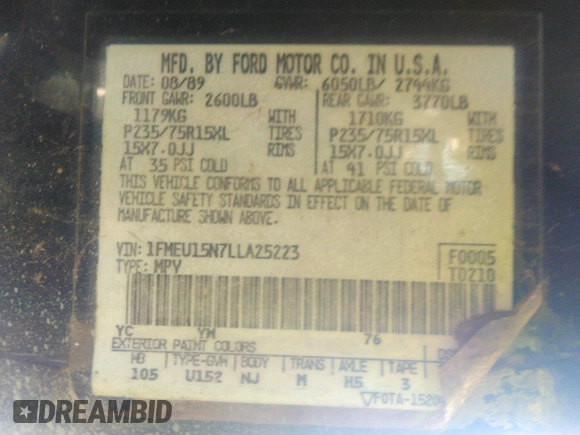 MFD. BY FORD MOTOR CO. IN U.S.A.
DATE: 08/89 GVWR: 6050LB/ 2744KG
FRONT GAWR: 2600LB REAR GAWR: 3770LB
1179KG WITH 1710KG WITH
P235/75R15XL TIRES P235/75R15XL TIRES
15X7.0JJ RIMS 15X7.0JJ RIMS
AT 35 PSI COLD AT 41 PSI COLD
THIS VEHICLE CONFORMS TO ALL APPLICABLE FEDERAL MOTOR
VEHICLE SAFETY STANDARDS IN EFFECT ON THE DATE OF
MANUFACTURE SHOWN ABOVE.
VIN: 1FMEU15N7LLA25223 F0005
TYPE: MPV T0210
YC YW 76
EXTERIOR PAINT COLORS
WB TYPE-GVW BODY TRANS AXLE TAPE
105 U152 NJ M H5 3
F0TA-1520
DREAMBID